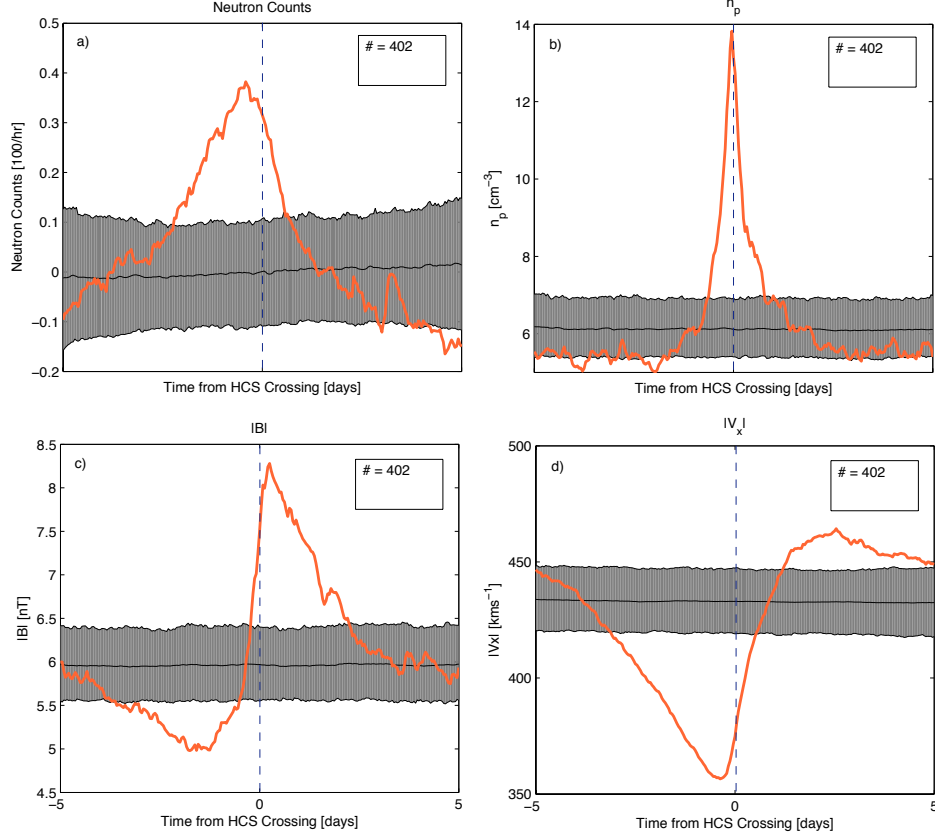 Neutron Counts
a)
# = 402
0.5
0.4
0.3
0.2
0.1
0
−0.1
−0.2
Neutron Counts [100/hr]
Time from HCS Crossing [days]
n_p
b)
# = 402
14
12
10
8
6
n_p [cm⁻³]
Time from HCS Crossing [days]
|B|
c)
# = 402
8.5
8
7.5
7
6.5
6
5.5
5
4.5
|B| [nT]
−5 0 5
Time from HCS Crossing [days]
|V_x|
d)
# = 402
500
450
400
350
|Vx| [kms⁻¹]
−5 0 5
Time from HCS Crossing [days]